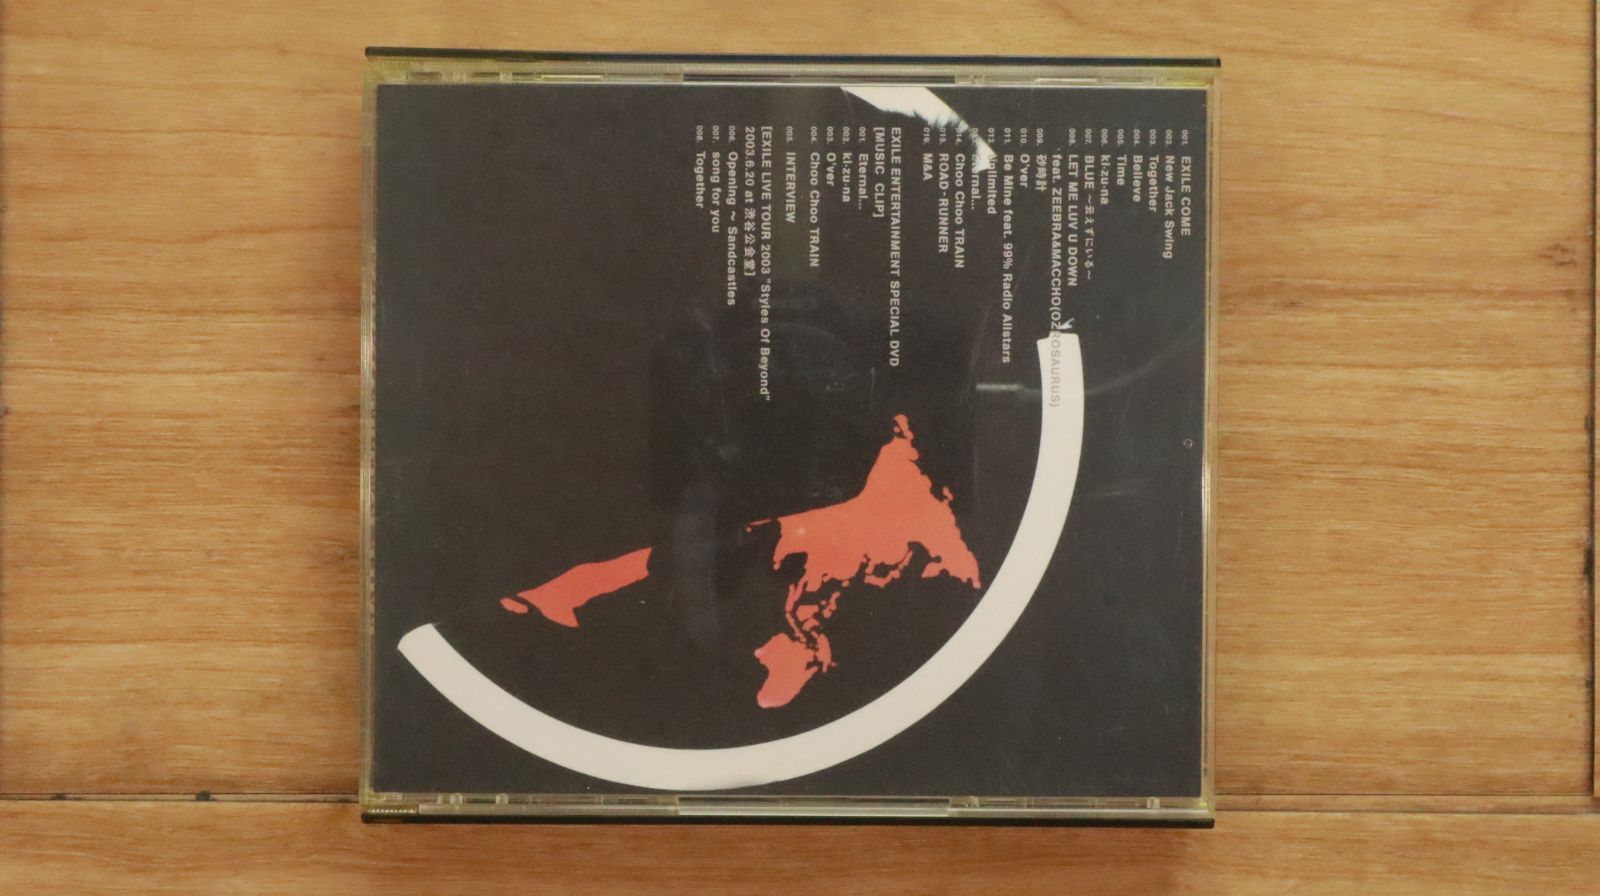 001. EXILE COME
002. New Jack Swing
003. Together
004. Believe
005. Time
006. ki・zu・na
007. BLUE ～云えずにいる～
008. LET ME LUV U DOWN
feat. ZEEBRA&MACCHO(OZROSAURUS)
009. 砂時計
010. O'ver
011. Be Mine feat. 99% Radio Allstars
012. Unlimited
Eternal...
014. Choo Choo TRAIN
015. ROAD・RUNNER
016. M&A
EXILE ENTERTAINMENT SPECIAL DVD
[MUSIC CLIP]
001. Eternal...
002. ki・zu・na
003. O'ver
004. Choo Choo TRAIN
005. INTERVIEW
[EXILE LIVE TOUR 2003 "Styles Of Beyond"
2003.6.20 at 渋谷公会堂]
006. Opening ～ Sandcastles
007. song for you
008. Together